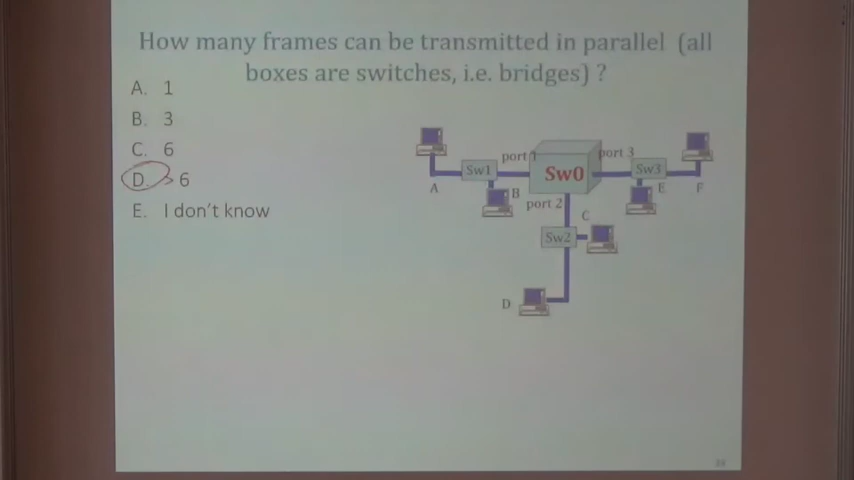 How many frames can be transmitted in parallel (all
boxes are switches, i.e. bridges) ?
A. 1
B. 3
C. 6
D. > 6
E. I don't know
port 1
port 3
Sw1
Sw0
Sw3
A
B
E
F
port 2
C
Sw2
D